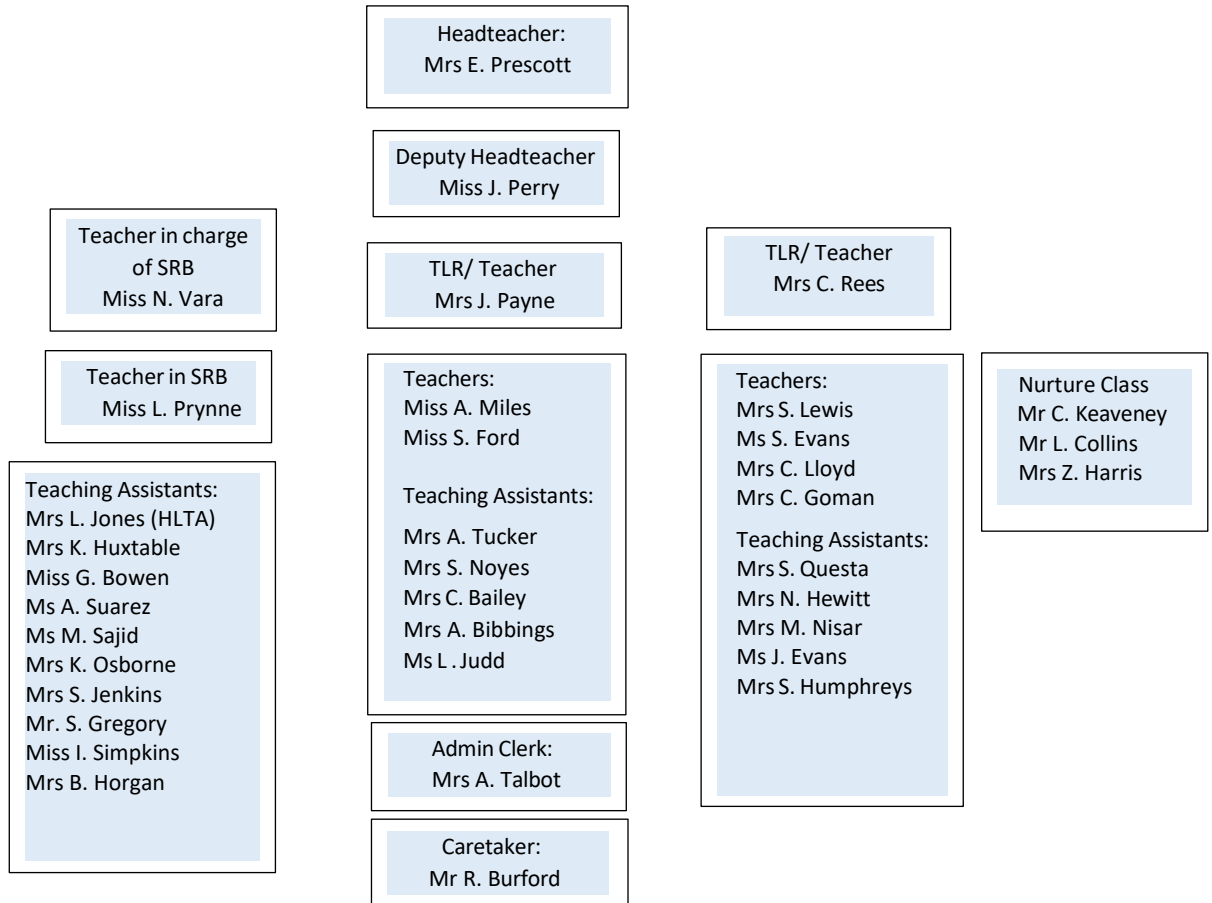 Headteacher:
Mrs E. Prescott
Deputy Headteacher
Miss J. Perry
Teacher in charge
of SRB
Miss N. Vara
TLR/ Teacher
Mrs J. Payne
TLR/ Teacher
Mrs C. Rees
Teacher in SRB
Miss L. Prynne
Teaching Assistants:
Mrs L. Jones (HLTA)
Mrs K. Huxtable
Miss G. Bowen
Ms A. Suarez
Ms M. Sajid
Mrs K. Osborne
Mrs S. Jenkins
Mr. S. Gregory
Miss I. Simpkins
Mrs B. Horgan
Teachers:
Miss A. Miles
Miss S. Ford
Teaching Assistants:
Mrs A. Tucker
Mrs S. Noyes
Mrs C. Bailey
Mrs A. Bibbings
Ms L . Judd
Teachers:
Mrs S. Lewis
Ms S. Evans
Mrs C. Lloyd
Mrs C. Goman
Teaching Assistants:
Mrs S. Questa
Mrs N. Hewitt
Mrs M. Nisar
Ms J. Evans
Mrs S. Humphreys
Nurture Class
Mr C. Keaveney
Mr L. Collins
Mrs Z. Harris
Admin Clerk:
Mrs A. Talbot
Caretaker:
Mr R. Burford